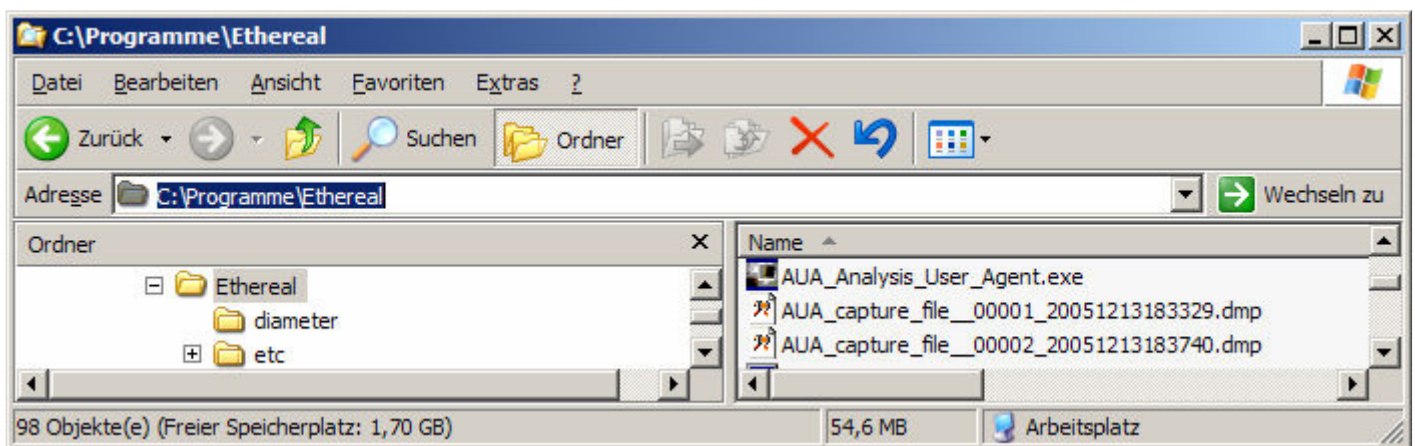 C:\Programme\Ethereal
Datei Bearbeiten Ansicht Favoriten Extras ?
Zurück Suchen Ordner
Adresse C:\Programme\Ethereal Wechseln zu
Ordner
Ethereal
diameter
etc
Name
AUA_Analysis_User_Agent.exe
AUA_capture_file__00001_20051213183329.dmp
AUA_capture_file__00002_20051213183740.dmp
98 Objekte(e) (Freier Speicherplatz: 1,70 GB) 54,6 MB Arbeitsplatz